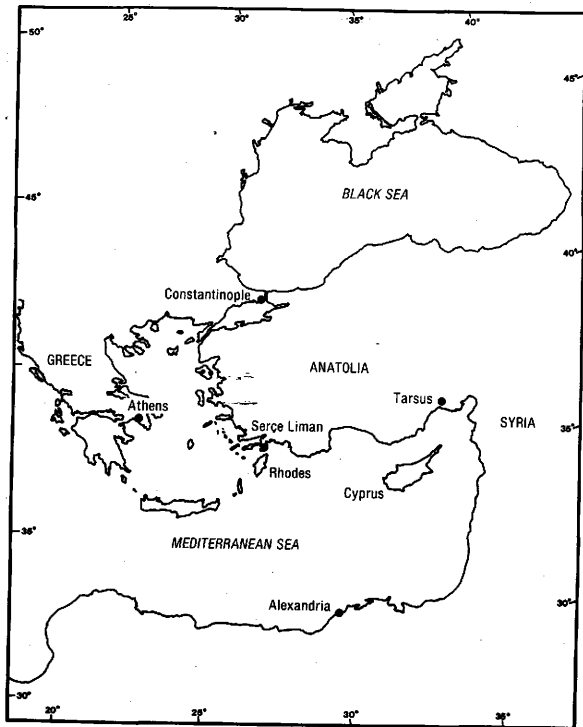 25°
30°
35°
40°
50°
45°
BLACK SEA
45°
40°
Constantinople
GREECE
ANATOLIA
Athens
Tarsus
Serçe Liman
SYRIA
35°
Rhodes
Cyprus
35°
MEDITERRANEAN SEA
Alexandria
30°
30°
20°
25°
30°
35°